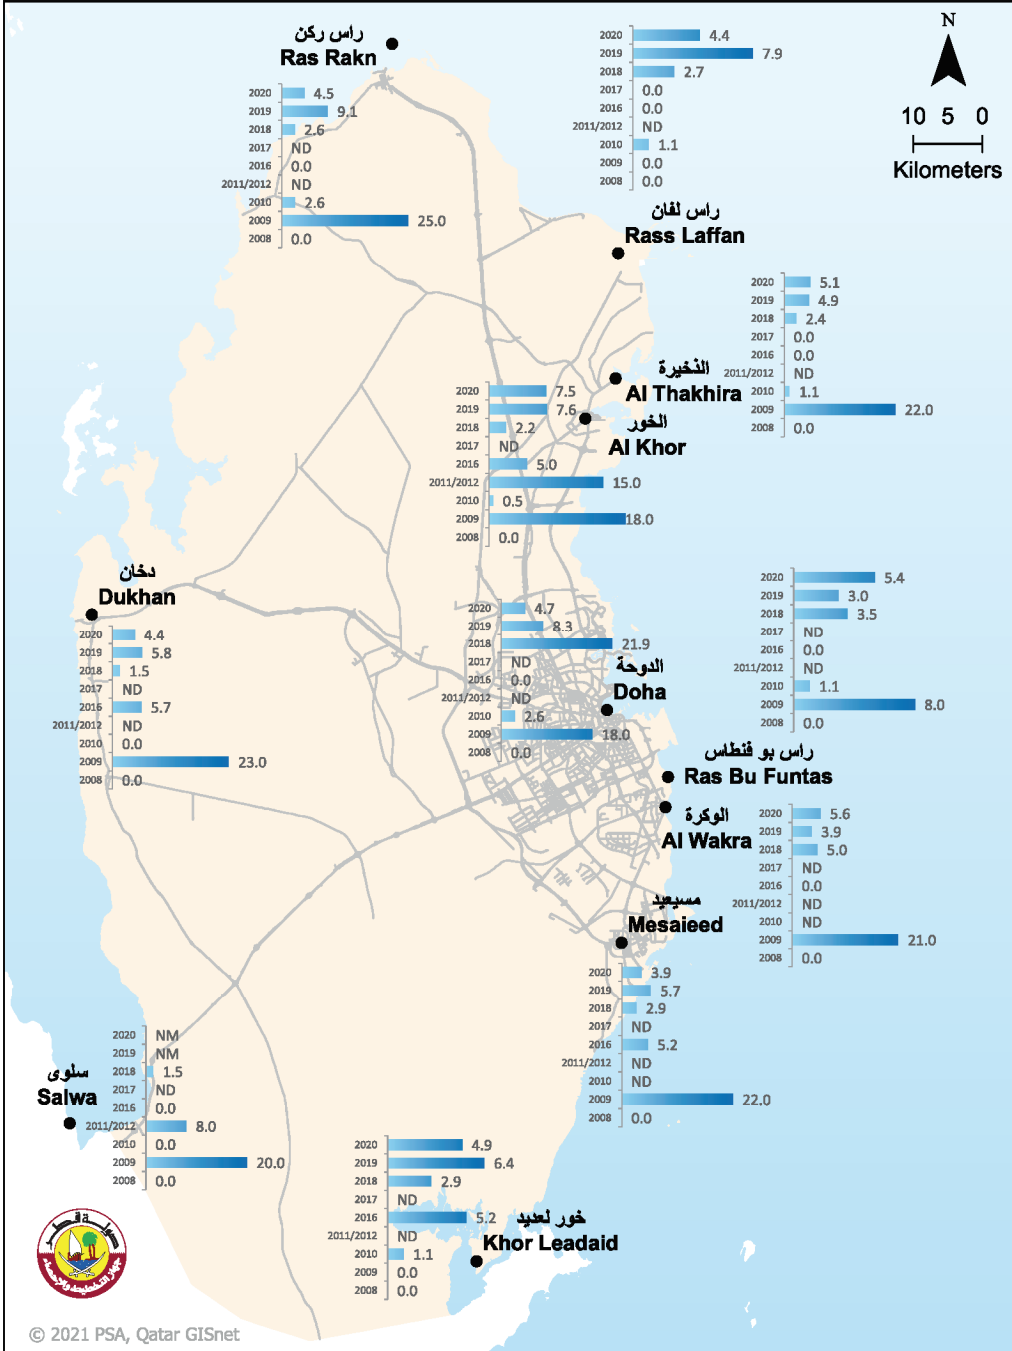 راس ركن
Ras Rakn
2020 4.5
2019 9.1
2018 2.6
2017 ND
2016 0.0
2011/2012 ND
2010 2.6
2009 25.0
2008 0.0
2020 4.4
2019 7.9
2018 2.7
2017 0.0
2016 0.0
2011/2012 ND
2010 1.1
2009 0.0
2008 0.0
N
10 5 0
Kilometers
راس لفان
Rass Laffan
2020 5.1
2019 4.9
2018 2.4
2017 0.0
2016 0.0
2011/2012 ND
2010 1.1
2009 22.0
2008 0.0
الذخيرة
Al Thakhira
الخور
Al Khor
2020 7.5
2019 7.6
2018 2.2
2017 ND
2016 5.0
2011/2012 15.0
2010 0.5
2009 18.0
2008 0.0
دخان
Dukhan
2020 4.4
2019 5.8
2018 1.5
2017 ND
2016 5.7
2011/2012 ND
2010 0.0
2009 23.0
2008 0.0
2020 4.7
2019 8.3
2018 21.9
2017 ND
2016 0.0
2011/2012 ND
2010 2.6
2009 18.0
2008 0.0
الدوحة
Doha
2020 5.4
2019 3.0
2018 3.5
2017 ND
2016 0.0
2011/2012 ND
2010 1.1
2009 8.0
2008 0.0
راس بو فنطاس
Ras Bu Funtas
الوكرة
Al Wakra
2020 5.6
2019 3.9
2018 5.0
2017 ND
2016 0.0
2011/2012 ND
2010 ND
2009 21.0
2008 0.0
مسيعيد
Mesaieed
2020 3.9
2019 5.7
2018 2.9
2017 ND
2016 5.2
2011/2012 ND
2010 ND
2009 22.0
2008 0.0
سلوى
Salwa
2020 NM
2019 NM
2018 1.5
2017 ND
2016 0.0
2011/2012 8.0
2010 0.0
2009 20.0
2008 0.0
2020 4.9
2019 6.4
2018 2.9
2017 ND
2016 5.2
2011/2012 ND
2010 1.1
2009 0.0
2008 0.0
خور لعديد
Khor Leadaid
دولة قطر
جهاز التخطيط والإحصاء
© 2021 PSA, Qatar GISnet